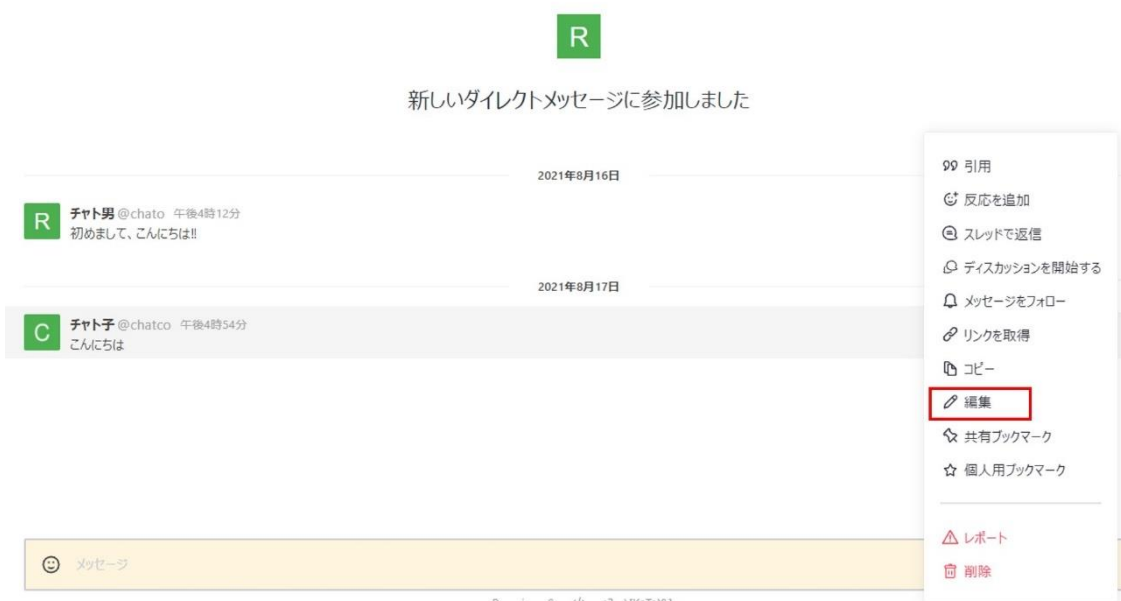 R
新しいダイレクトメッセージに参加しました
2021年8月16日
R
チャト男 @chato 午後4時12分
初めまして、こんにちは!!
2021年8月17日
C
チャト子 @chatco 午後4時54分
こんにちは
引用
反応を追加
スレッドで返信
ディスカッションを開始する
メッセージをフォロー
リンクを取得
コピー
編集
共有ブックマーク
個人用ブックマーク
レポート
削除
メッセージ